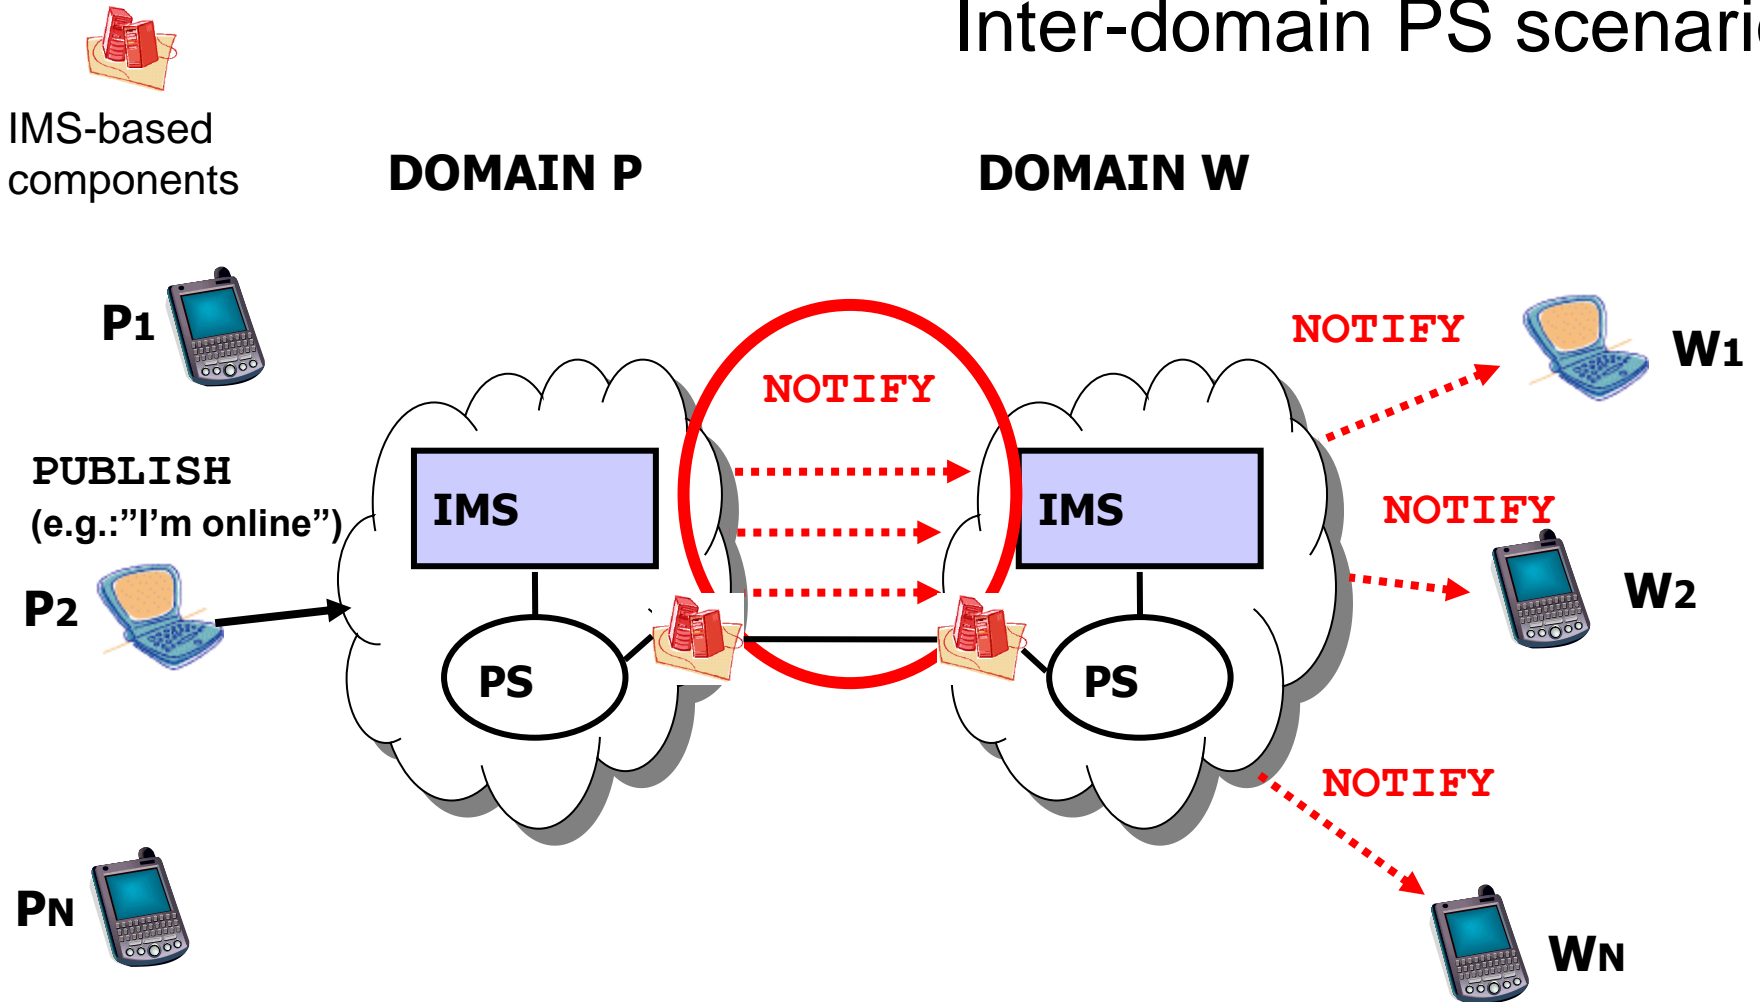 Inter-domain PS scenari
IMS-based
components
DOMAIN P
DOMAIN W
P1
NOTIFY
W1
NOTIFY
PUBLISH
(e.g.:”I’m online”)
IMS
IMS
NOTIFY
P2
W2
PS
PS
NOTIFY
PN
WN